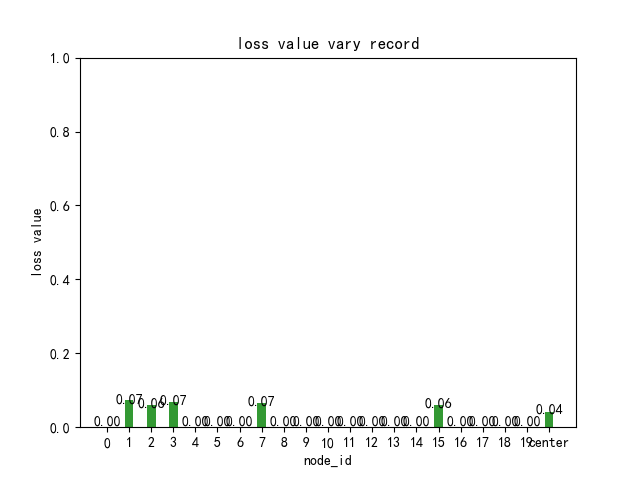 loss value vary record
1.0
0.8
0.6
0.4
0.2
0.0
loss value
0.00 0.07 0.06 0.07 0.00 0.00 0.00 0.07 0.00 0.00 0.00 0.00 0.00 0.00 0.00 0.06 0.00 0.00 0.00 0.00 0.04
0 1 2 3 4 5 6 7 8 9 10 11 12 13 14 15 16 17 18 19 center
node_id